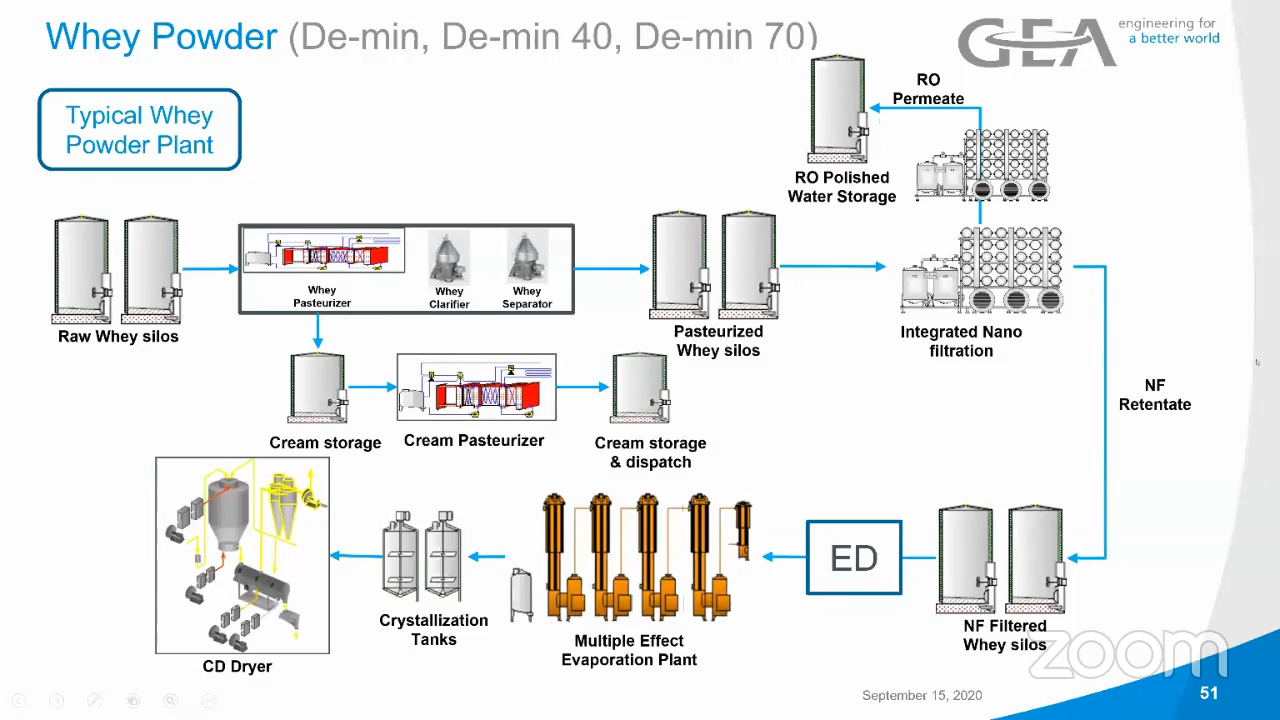 Whey Powder (De-min, De-min 40, De-min 70)
GEA
engineering for
a better world
Typical Whey
Powder Plant
RO
Permeate
RO Polished
Water Storage
Whey
Pasteurizer
Whey
Clarifier
Whey
Separator
Raw Whey silos
Pasteurized
Whey silos
Integrated Nano
filtration
NF
Retentate
Cream storage
Cream Pasteurizer
Cream storage
& dispatch
ED
Crystallization
Tanks
Multiple Effect
Evaporation Plant
NF Filtered
Whey silos
CD Dryer
zoom
September 15, 2020
51